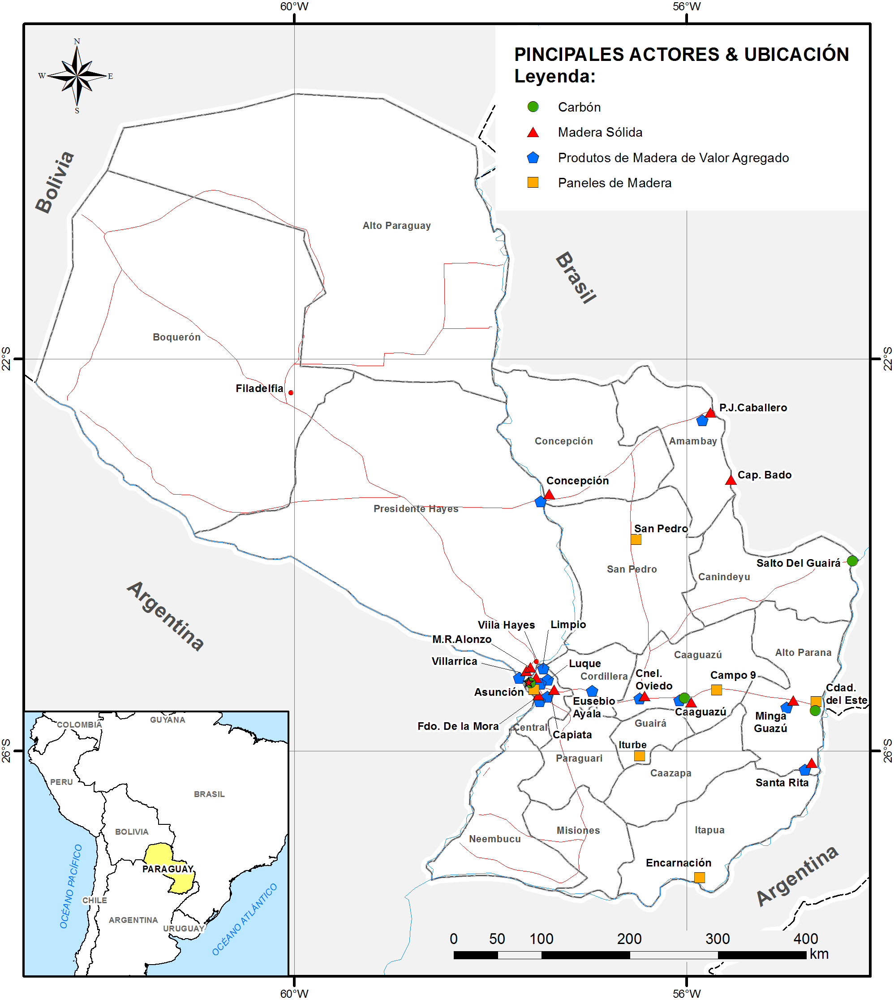 60°W
56°W
N
W
E
S
PINCIPALES ACTORES & UBICACIÓN
Leyenda:
Carbón
Madera Sólida
Produtos de Madera de Valor Agregado
Paneles de Madera
Bolivia
Alto Paraguay
Brasil
Boquerón
22°S
22°S
Filadelfia
P.J.Caballero
Concepción
Amambay
Cap. Bado
Concepción
Presidente Hayes
San Pedro
Salto Del Guairá
San Pedro
Canindeyu
Argentina
Viila Hayes
Limpio
M.R.Alonzo
Villarrica
Luque
Caaguazú
Alto Parana
Cordillera
Cnel.
Oviedo
Campo 9
Cdad.
del Este
Asunción
Eusebio
Ayala
Caaguazú
Minga
Guazú
Fdo. De la Mora
Central
Capiata
Guairá
Iturbe
26°S
26°S
Paraguari
Caazapa
Santa Rita
Neembucu
Misiones
Itapua
Encarnación
Argentina
COLOMBIA
GUYANA
PERU
BRASIL
BOLIVIA
PARAGUAY
CHILE
ARGENTINA
URUGUAY
OCÉANO PACÍFICO
OCÉANO ATLÁNTICO
0 50 100 200 300 400
km
60°W
56°W